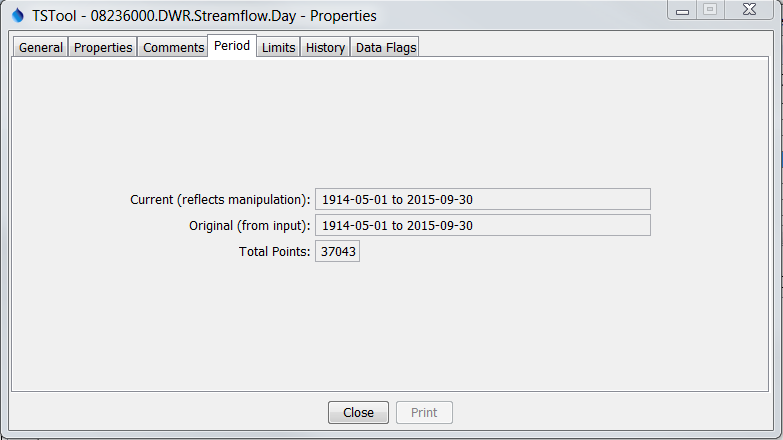 TSTool - 08236000.DWR.Streamflow.Day - Properties
General Properties Comments Period Limits History Data Flags
Current (reflects manipulation): 1914-05-01 to 2015-09-30
Original (from input): 1914-05-01 to 2015-09-30
Total Points: 37043
Close Print